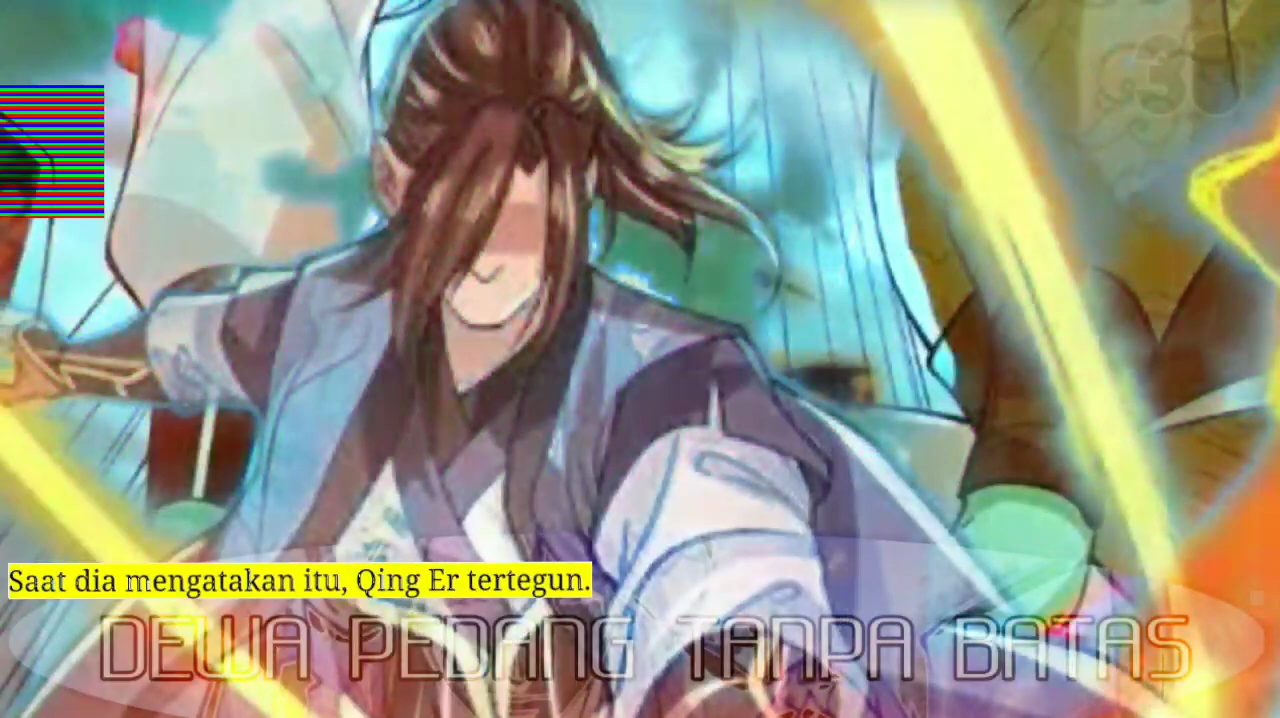 Saat dia mengatakan itu, Qing Er tertegun.
DEWA PEDANG TANPA BATAS